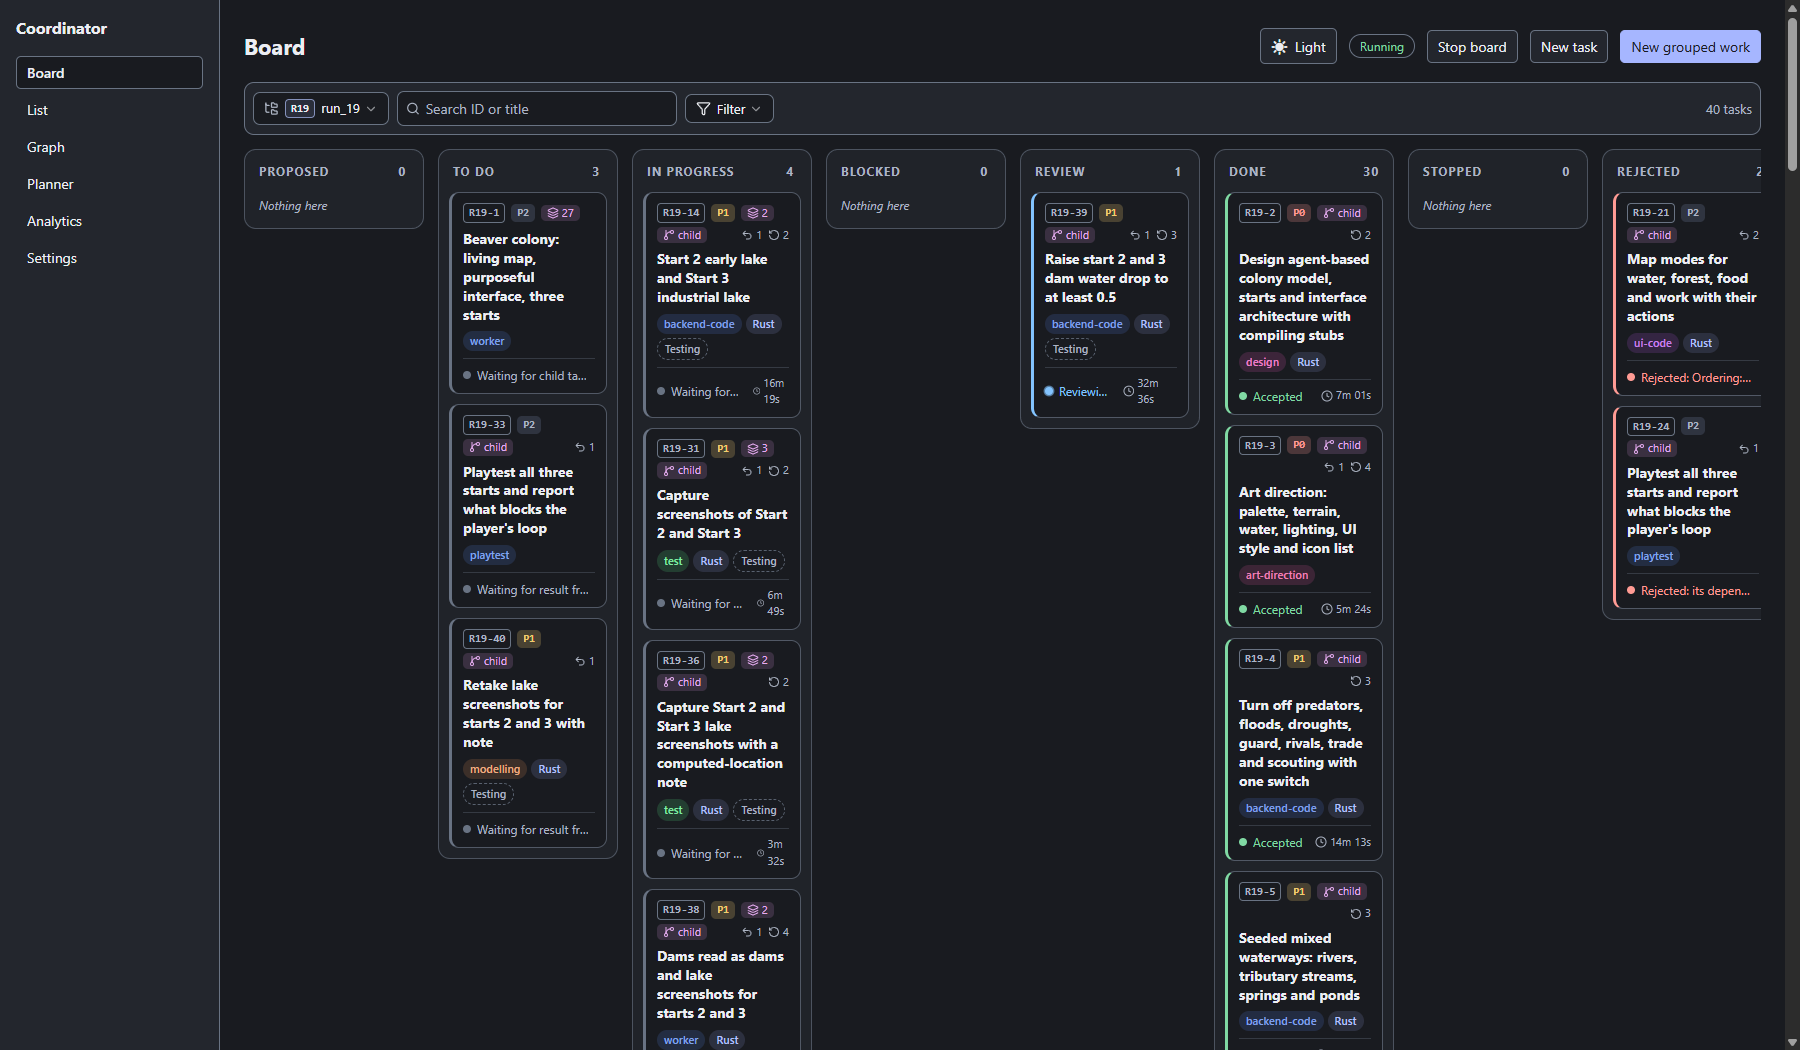 Coordinator
Board
List
Graph
Planner
Analytics
Settings
Board
Light
Running
Stop board
New task
New grouped work
R19 run_19
Search ID or title
Filter
40 tasks
PROPOSED 0
Nothing here
TO DO 3
R19-1 P2 27
Beaver colony:
living map,
purposeful
interface, three
starts
worker
Waiting for child ta...
R19-33 P2
child 1
Playtest all three
starts and report
what blocks the
player's loop
playtest
Waiting for result fr...
R19-40 P1
child 1
Retake lake
screenshots for
starts 2 and 3 with
note
modelling Rust
Testing
Waiting for result fr...
IN PROGRESS 4
R19-14 P1 2
child 1 2
Start 2 early lake
and Start 3
industrial lake
backend-code Rust
Testing
Waiting for... 16m
19s
R19-31 P1 3
child 1 2
Capture
screenshots of Start
2 and Start 3
test Rust Testing
Waiting for ... 6m
49s
R19-36 P1 2
child 2
Capture Start 2 and
Start 3 lake
screenshots with a
computed-location
note
test Rust Testing
Waiting for ... 3m
32s
R19-38 P1 2
child 1 4
Dams read as dams
and lake
screenshots for
starts 2 and 3
worker Rust
BLOCKED 0
Nothing here
REVIEW 1
R19-39 P1
child 1 3
Raise start 2 and 3
dam water drop to
at least 0.5
backend-code Rust
Testing
Reviewi... 32m
36s
DONE 30
R19-2 P0 child
2
Design agent-based
colony model,
starts and interface
architecture with
compiling stubs
design Rust
Accepted 7m 01s
R19-3 P0 child
1 4
Art direction:
palette, terrain,
water, lighting, UI
style and icon list
art-direction
Accepted 5m 24s
R19-4 P1 child
3
Turn off predators,
floods, droughts,
guard, rivals, trade
and scouting with
one switch
backend-code Rust
Accepted 14m 13s
R19-5 P1 child
3
Seeded mixed
waterways: rivers,
tributary streams,
springs and ponds
backend-code Rust
STOPPED 0
Nothing here
REJECTED 2
R19-21 P2
child 2
Map modes for
water, forest, food
and work with their
actions
ui-code Rust
Rejected: Ordering:...
R19-24 P2
child 1
Playtest all three
starts and report
what blocks the
player's loop
playtest
Rejected: its depen...